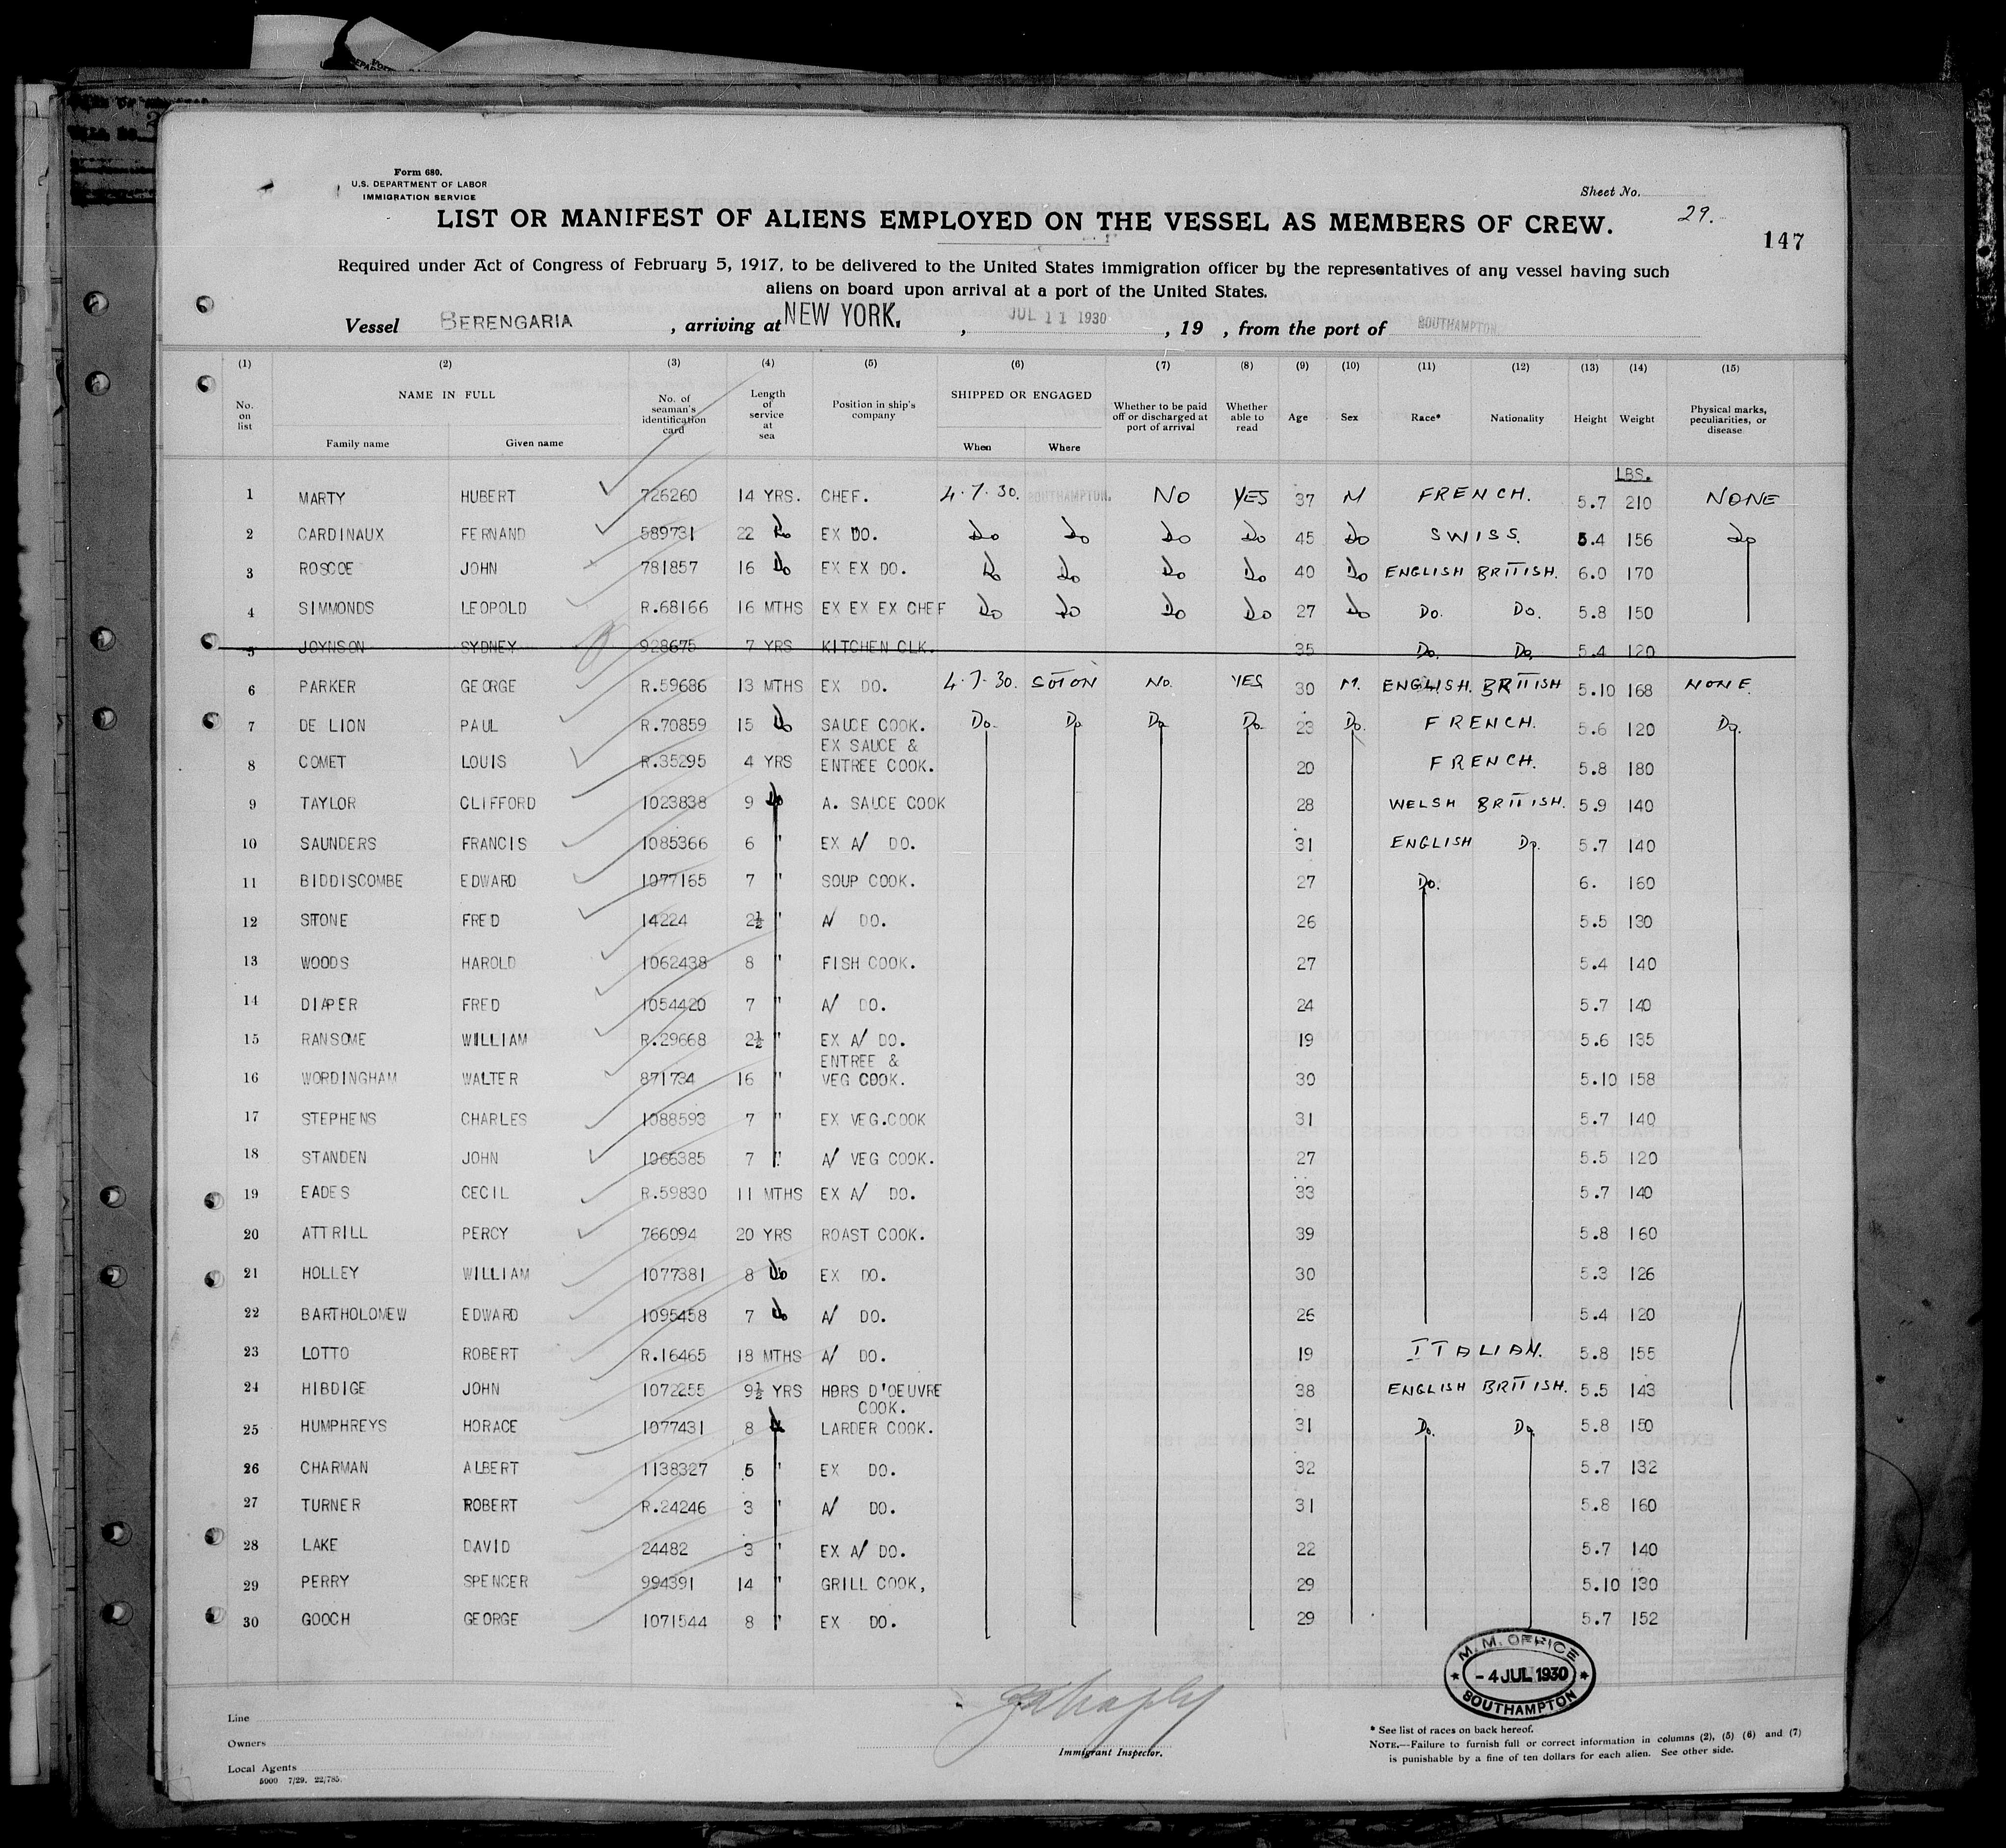 Form 680.
U.S. DEPARTMENT OF LABOR
IMMIGRATION SERVICE
Sheet No.
29.
147
LIST OR MANIFEST OF ALIENS EMPLOYED ON THE VESSEL AS MEMBERS OF CREW.
Required under Act of Congress of February 5, 1917, to be delivered to the United States immigration officer by the representatives of any vessel having such
aliens on board upon arrival at a port of the United States.
Vessel BERENGARIA , arriving at NEW YORK. , JUL 11 1930 , 19 , from the port of SOUTHAMPTON.
(1) (2) (3) (4) (5) (6) (7) (8) (9) (10) (11) (12) (13) (14) (15)
No. on list NAME IN FULL Family name Given name No. of seaman's identification card Length of service at sea Position in ship's company SHIPPED OR ENGAGED When Where Whether to be paid off or discharged at port of arrival Whether able to read Age Sex Race* Nationality Height Weight Physical marks, peculiarities, or disease
LBS.
1 MARTY HUBERT 726260 14 YRS. CHEF. 4.7.30. SOUTHAMPTON. NO YES 37 M FRENCH. 5.7 210 NONE
2 CARDINAUX FERNAND 589731 22 Do EX DO. Do Do Do Do 45 Do SWISS. 5.4 156 Do
3 ROSCOE JOHN 781857 16 Do EX EX DO. Do Do Do Do 40 Do ENGLISH BRITISH. 6.0 170
4 SIMMONDS LEOPOLD R.68166 16 MTHS EX EX EX CHEF Do Do Do Do 27 Do Do. Do. 5.8 150
5 JOYNSON SYDNEY 928675 7 YRS KITCHEN CLK. 35 Do. Do. 5.4 120
6 PARKER GEORGE R.59686 13 MTHS EX DO. 4.7.30. SOTON No. YES 30 M. ENGLISH. BRITISH 5.10 168 NONE.
7 DE LION PAUL R.70859 15 Do SAUCE COOK. Do. Do Do Do. 23 Do. FRENCH. 5.6 120 Do.
8 COMET LOUIS R.35295 4 YRS EX SAUCE & ENTREE COOK. 20 FRENCH. 5.8 180
9 TAYLOR CLIFFORD 1023838 9 Do A. SAUCE COOK 28 WELSH BRITISH. 5.9 140
10 SAUNDERS FRANCIS 1085366 6 " EX A/ DO. 31 ENGLISH Do. 5.7 140
11 BIDDISCOMBE EDWARD 1077165 7 " SOUP COOK. 27 Do. 6. 160
12 STONE FRED 14224 2½ " A/ DO. 26 5.5 130
13 WOODS HAROLD 1062438 8 " FISH COOK. 27 5.4 140
14 DIAPER FRED 1054420 7 " A/ DO. 24 5.7 140
15 RANSOME WILLIAM R.29668 2½ " EX A/ DO. 19 5.6 135
16 WORDINGHAM WALTER 871734 16 " ENTREE & VEG COOK. 30 5.10 158
17 STEPHENS CHARLES 1088593 7 " EX VEG.COOK 31 5.7 140
18 STANDEN JOHN 1066385 7 " A/ VEG COOK. 27 5.5 120
19 EADES CECIL R.59830 11 MTHS EX A/ DO. 33 5.7 140
20 ATTRILL PERCY 766094 20 YRS ROAST COOK. 39 5.8 160
21 HOLLEY WILLIAM 1077381 8 Do EX DO. 30 5.3 126
22 BARTHOLOMEW EDWARD 1095458 7 Do A/ DO. 26 5.4 120
23 LOTTO ROBERT R.16465 18 MTHS A/ DO. 19 ITALIAN. 5.8 155
24 HIBDIGE JOHN 1072255 9½ YRS HORS D'OEUVRE COOK. 38 ENGLISH BRITISH. 5.5 143
25 HUMPHREYS HORACE 1077431 8 Do LARDER COOK. 31 Do. Do 5.8 150
26 CHARMAN ALBERT 1138327 5 " EX DO. 32 5.7 132
27 TURNER ROBERT R.24246 3 " A/ DO. 31 5.8 160
28 LAKE DAVID 24482 3 " EX A/ DO. 22 5.7 140
29 PERRY SPENCER 994391 14 " GRILL COOK, 29 5.10 130
30 GOOCH GEORGE 1071544 8 " EX DO. 29 5.7 152
M.M. OFFICE
- 4 JUL 1930
SOUTHAMPTON
Line
Owners
Local Agents
5000 7/29. 22/785.
Immigrant Inspector.
* See list of races on back hereof.
NOTE.—Failure to furnish full or correct information in columns (2), (5) (6) and (7)
is punishable by a fine of ten dollars for each alien. See other side.